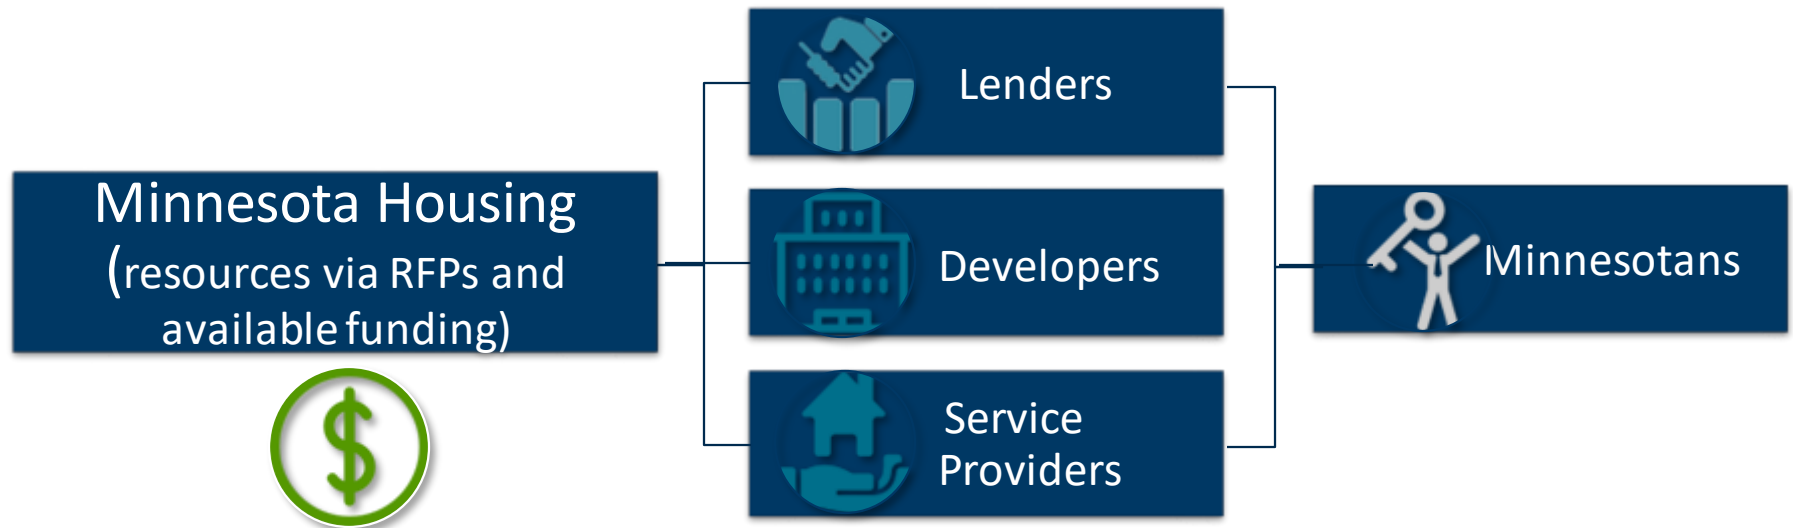 Minnesota Housing
(resources via RFPs and
available funding)
Lenders
Developers
Service
Providers
Minnesotans